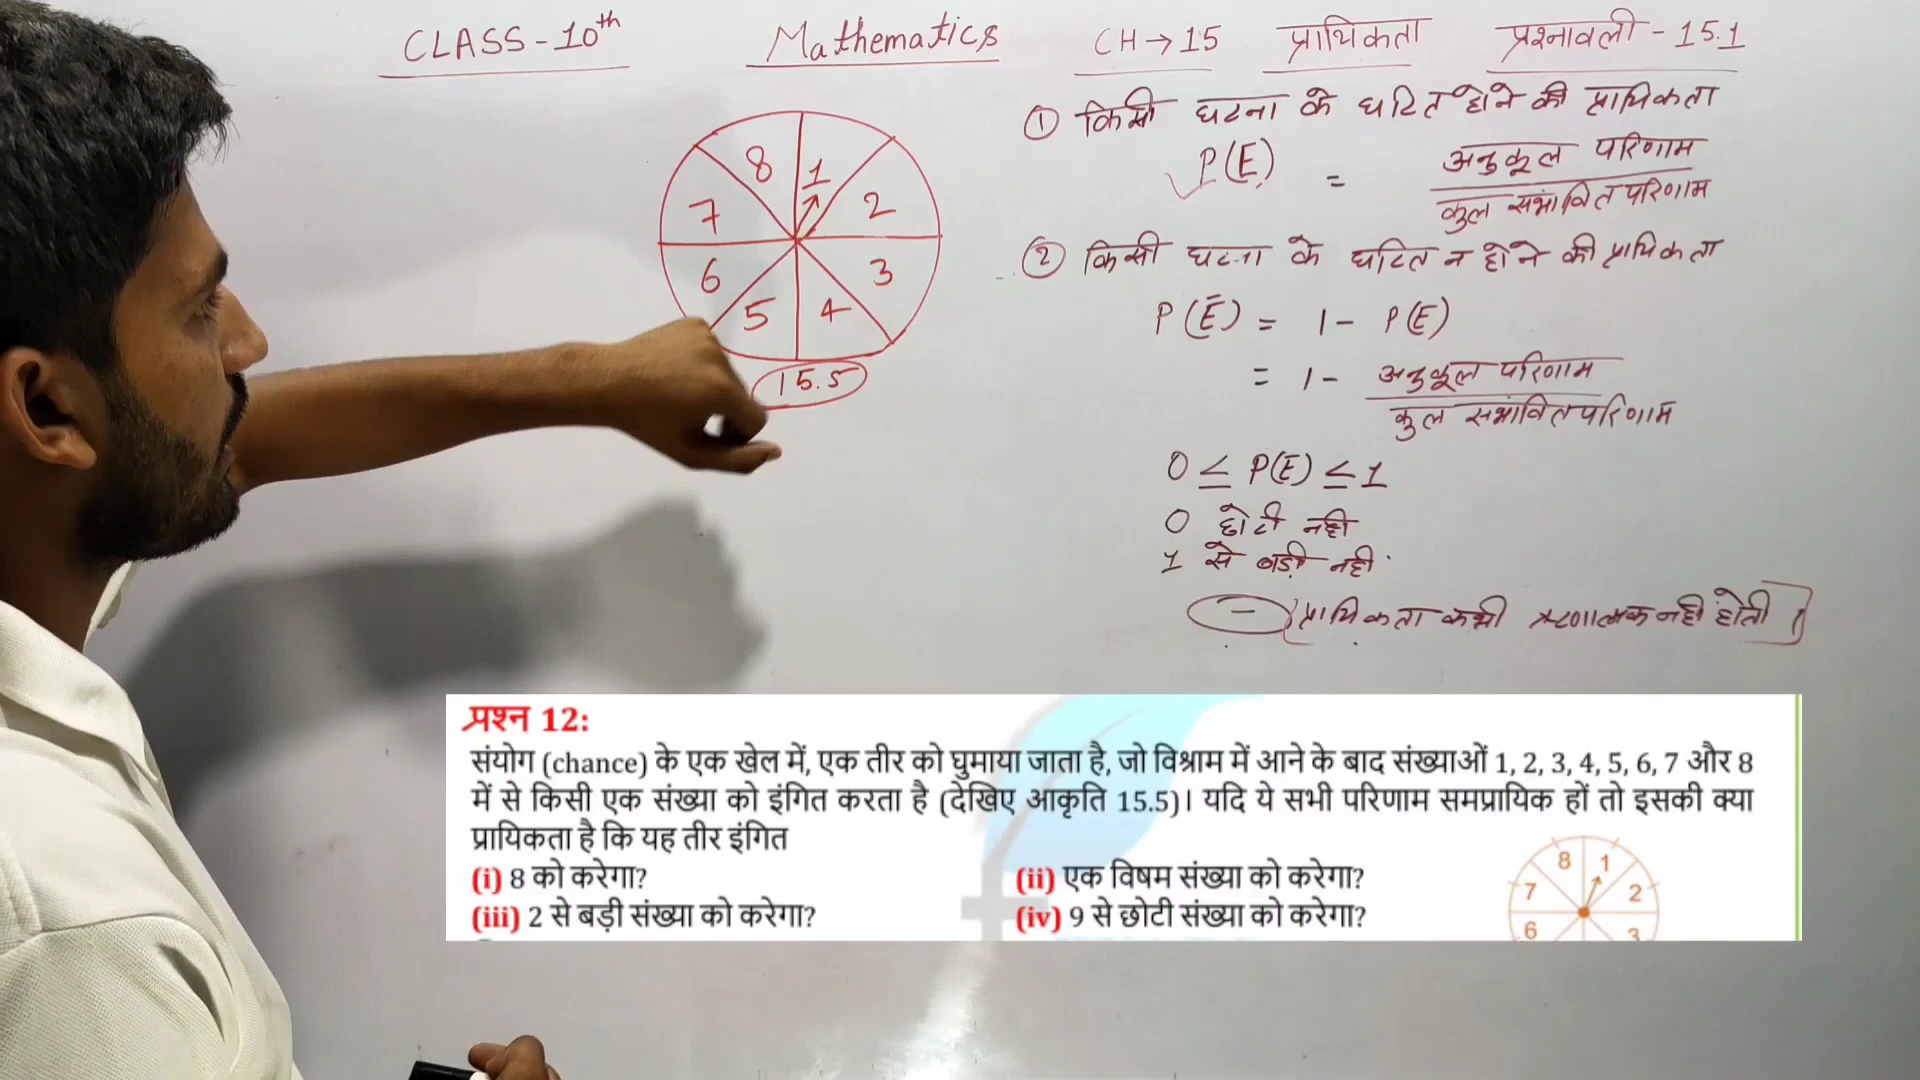 CLASS-10th Mathematics CH→15 प्रायिकता प्रश्नावली-15.1
① किसी घटना के घटित होने की प्रायिकता
P(E) = अनुकूल परिणाम
कुल संभावित परिणाम
② किसी घटना के घटित न होने की प्रायिकता
P(Ē) = 1 - P(E)
= 1 - अनुकूल परिणाम
कुल संभावित परिणाम
0 ≤ P(E) ≤ 1
0 छोटी नही
1 से बड़ी नही
- प्रायिकता कभी ऋणात्मक नही होती
8 1
7 2
6 3
5 4
15.5
प्रश्न 12:
संयोग (chance) के एक खेल में, एक तीर को घुमाया जाता है, जो विश्राम में आने के बाद संख्याओं 1, 2, 3, 4, 5, 6, 7 और 8
में से किसी एक संख्या को इंगित करता है (देखिए आकृति 15.5)। यदि ये सभी परिणाम समप्रायिक हों तो इसकी क्या
प्रायिकता है कि यह तीर इंगित
(i) 8 को करेगा? (ii) एक विषम संख्या को करेगा?
(iii) 2 से बड़ी संख्या को करेगा? (iv) 9 से छोटी संख्या को करेगा?
8 1
7 2
6 3